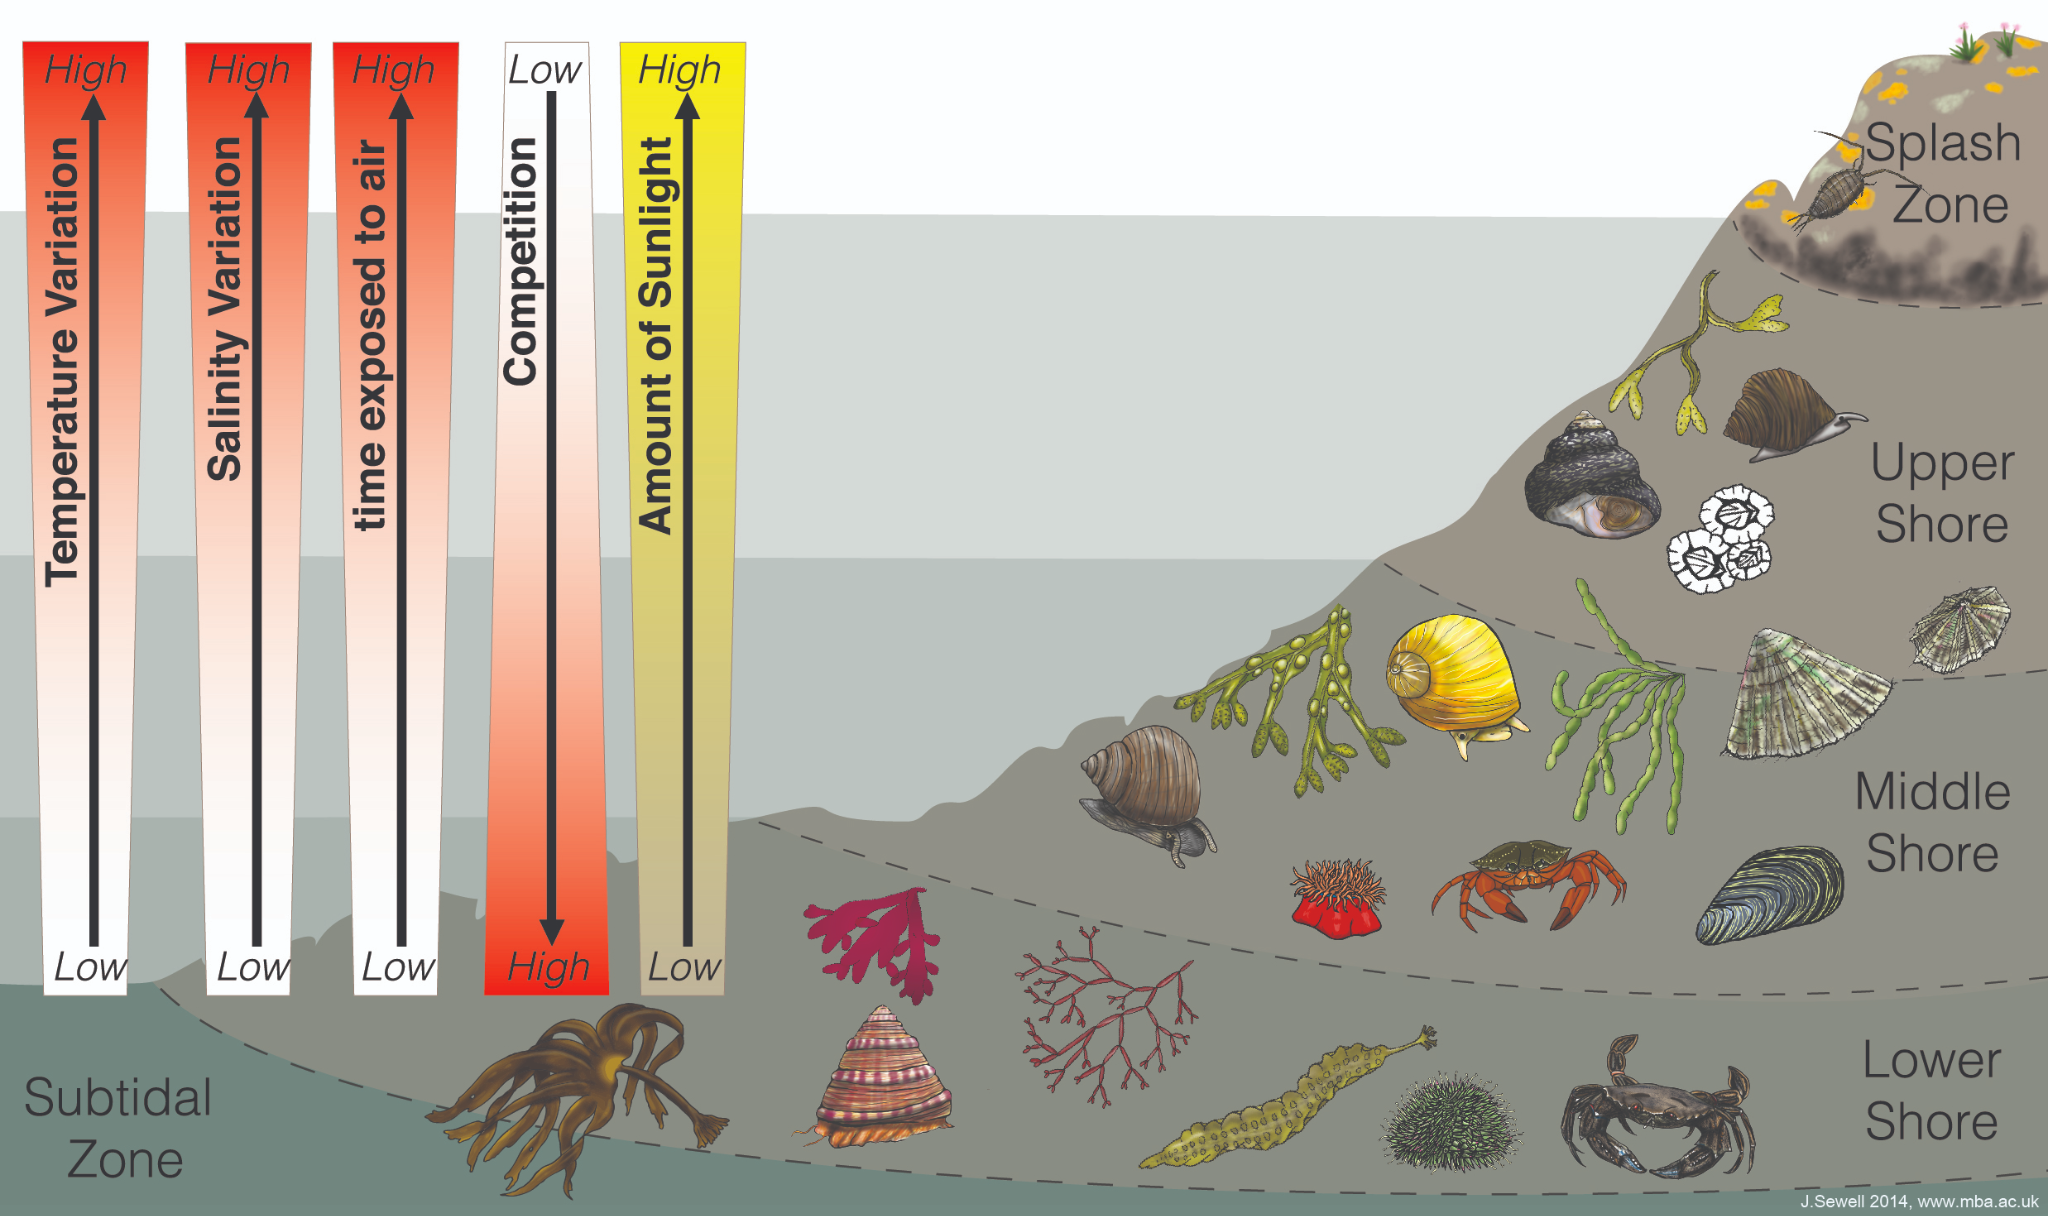 High
Temperature Variation
Low
High
Salinity Variation
Low
High
time exposed to air
Low
Low
Competition
High
High
Amount of Sunlight
Low
Splash
Zone
Upper
Shore
Middle
Shore
Lower
Shore
Subtidal
Zone
J.Sewell 2014, www.mba.ac.uk